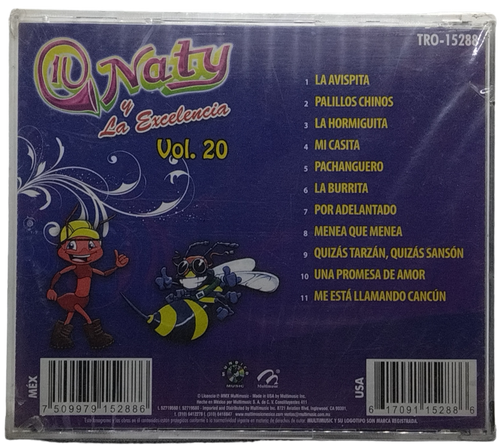 TRO-15288
Naty
y
La Excelencia
Vol. 20
1 LA AVISPITA
2 PALILLOS CHINOS
3 LA HORMIGUITA
4 MI CASITA
5 PACHANGUERO
6 LA BURRITA
7 POR ADELANTADO
8 MENEA QUE MENEA
9 QUIZÁS TARZÁN, QUIZÁS SANSÓN
10 UNA PROMESA DE AMOR
11 ME ESTÁ LLAMANDO CANCÚN
MEX
7 509979 152886
USA
6 17091 15288